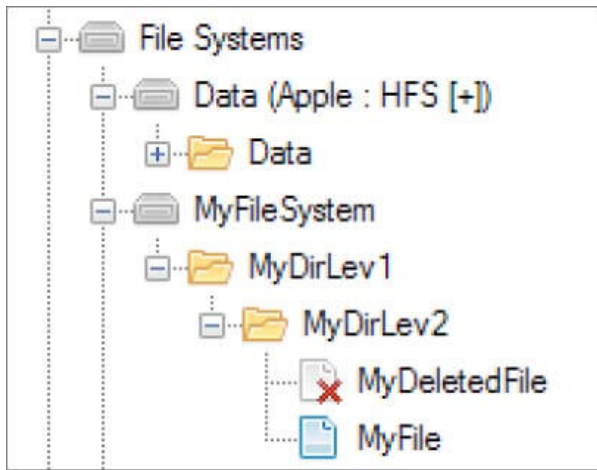 File Systems
Data (Apple : HFS [+])
Data
MyFileSystem
MyDirLev1
MyDirLev2
MyDeletedFile
MyFile